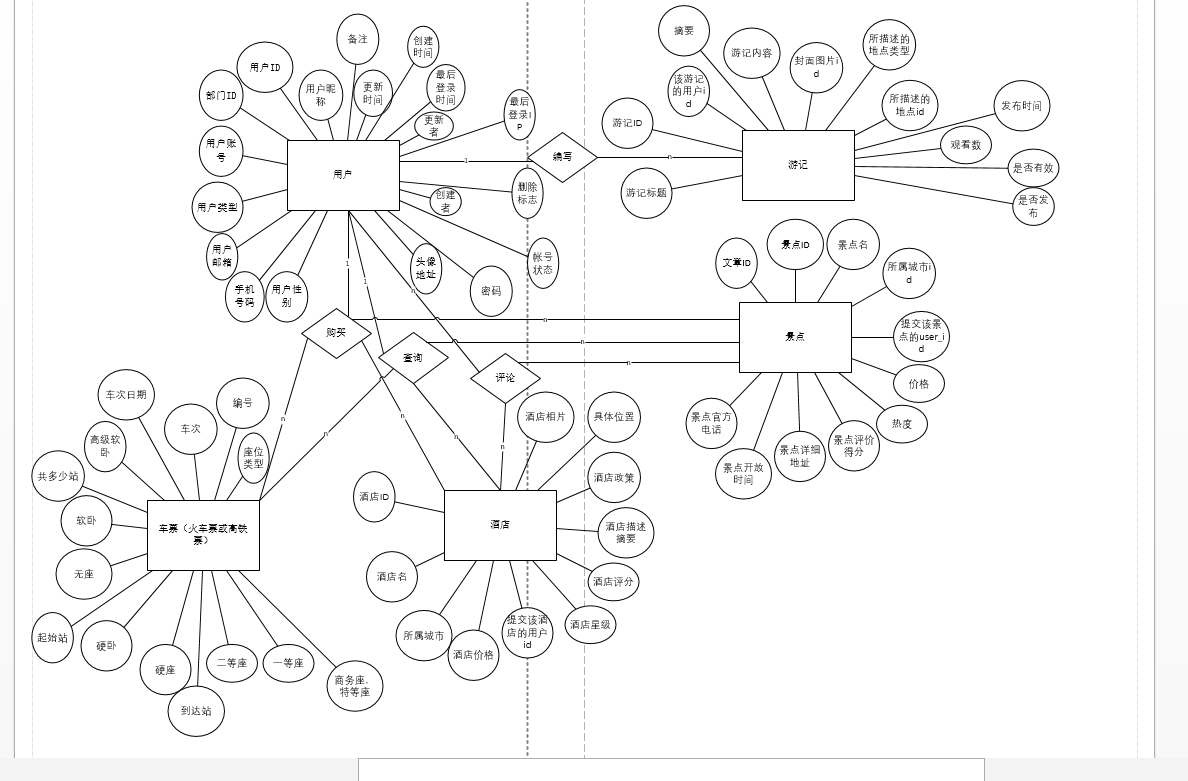 备注
创建
时间
用户ID
最后
登录
时间
部门ID
用户昵
称
更新
时间
最后
登录I
P
更新
者
用户账
号
用户
1
编写
n
用户类型
创建
者
删除
标志
用户
邮箱
手机
号码
用户性
别
头像
地址
密码
帐号
状态
摘要
游记内容
封面图片i
d
所描述的
地点类型
该游记
的用户i
d
所描述的
地点id
发布时间
游记ID
观看数
游记
是否有效
游记标题
是否发
布
1
1
n
购买
查询
评论
n
n
n
文章ID
景点ID
景点名
所属城市i
d
景点
提交该景
点的user_i
d
价格
热度
景点官方
电话
景点开放
时间
景点详细
地址
景点评价
得分
n
n
n
n
n
车次日期
编号
车次
高级软
卧
座位
类型
共多少站
软卧
车票（火车票或高铁
票）
无座
起始站
硬卧
硬座
二等座
一等座
商务座.
特等座
到达站
酒店相片
具体位置
酒店ID
酒店政策
酒店
酒店描述
摘要
酒店名
酒店评分
所属城市
酒店价格
提交该酒
店的用户
id
酒店星级